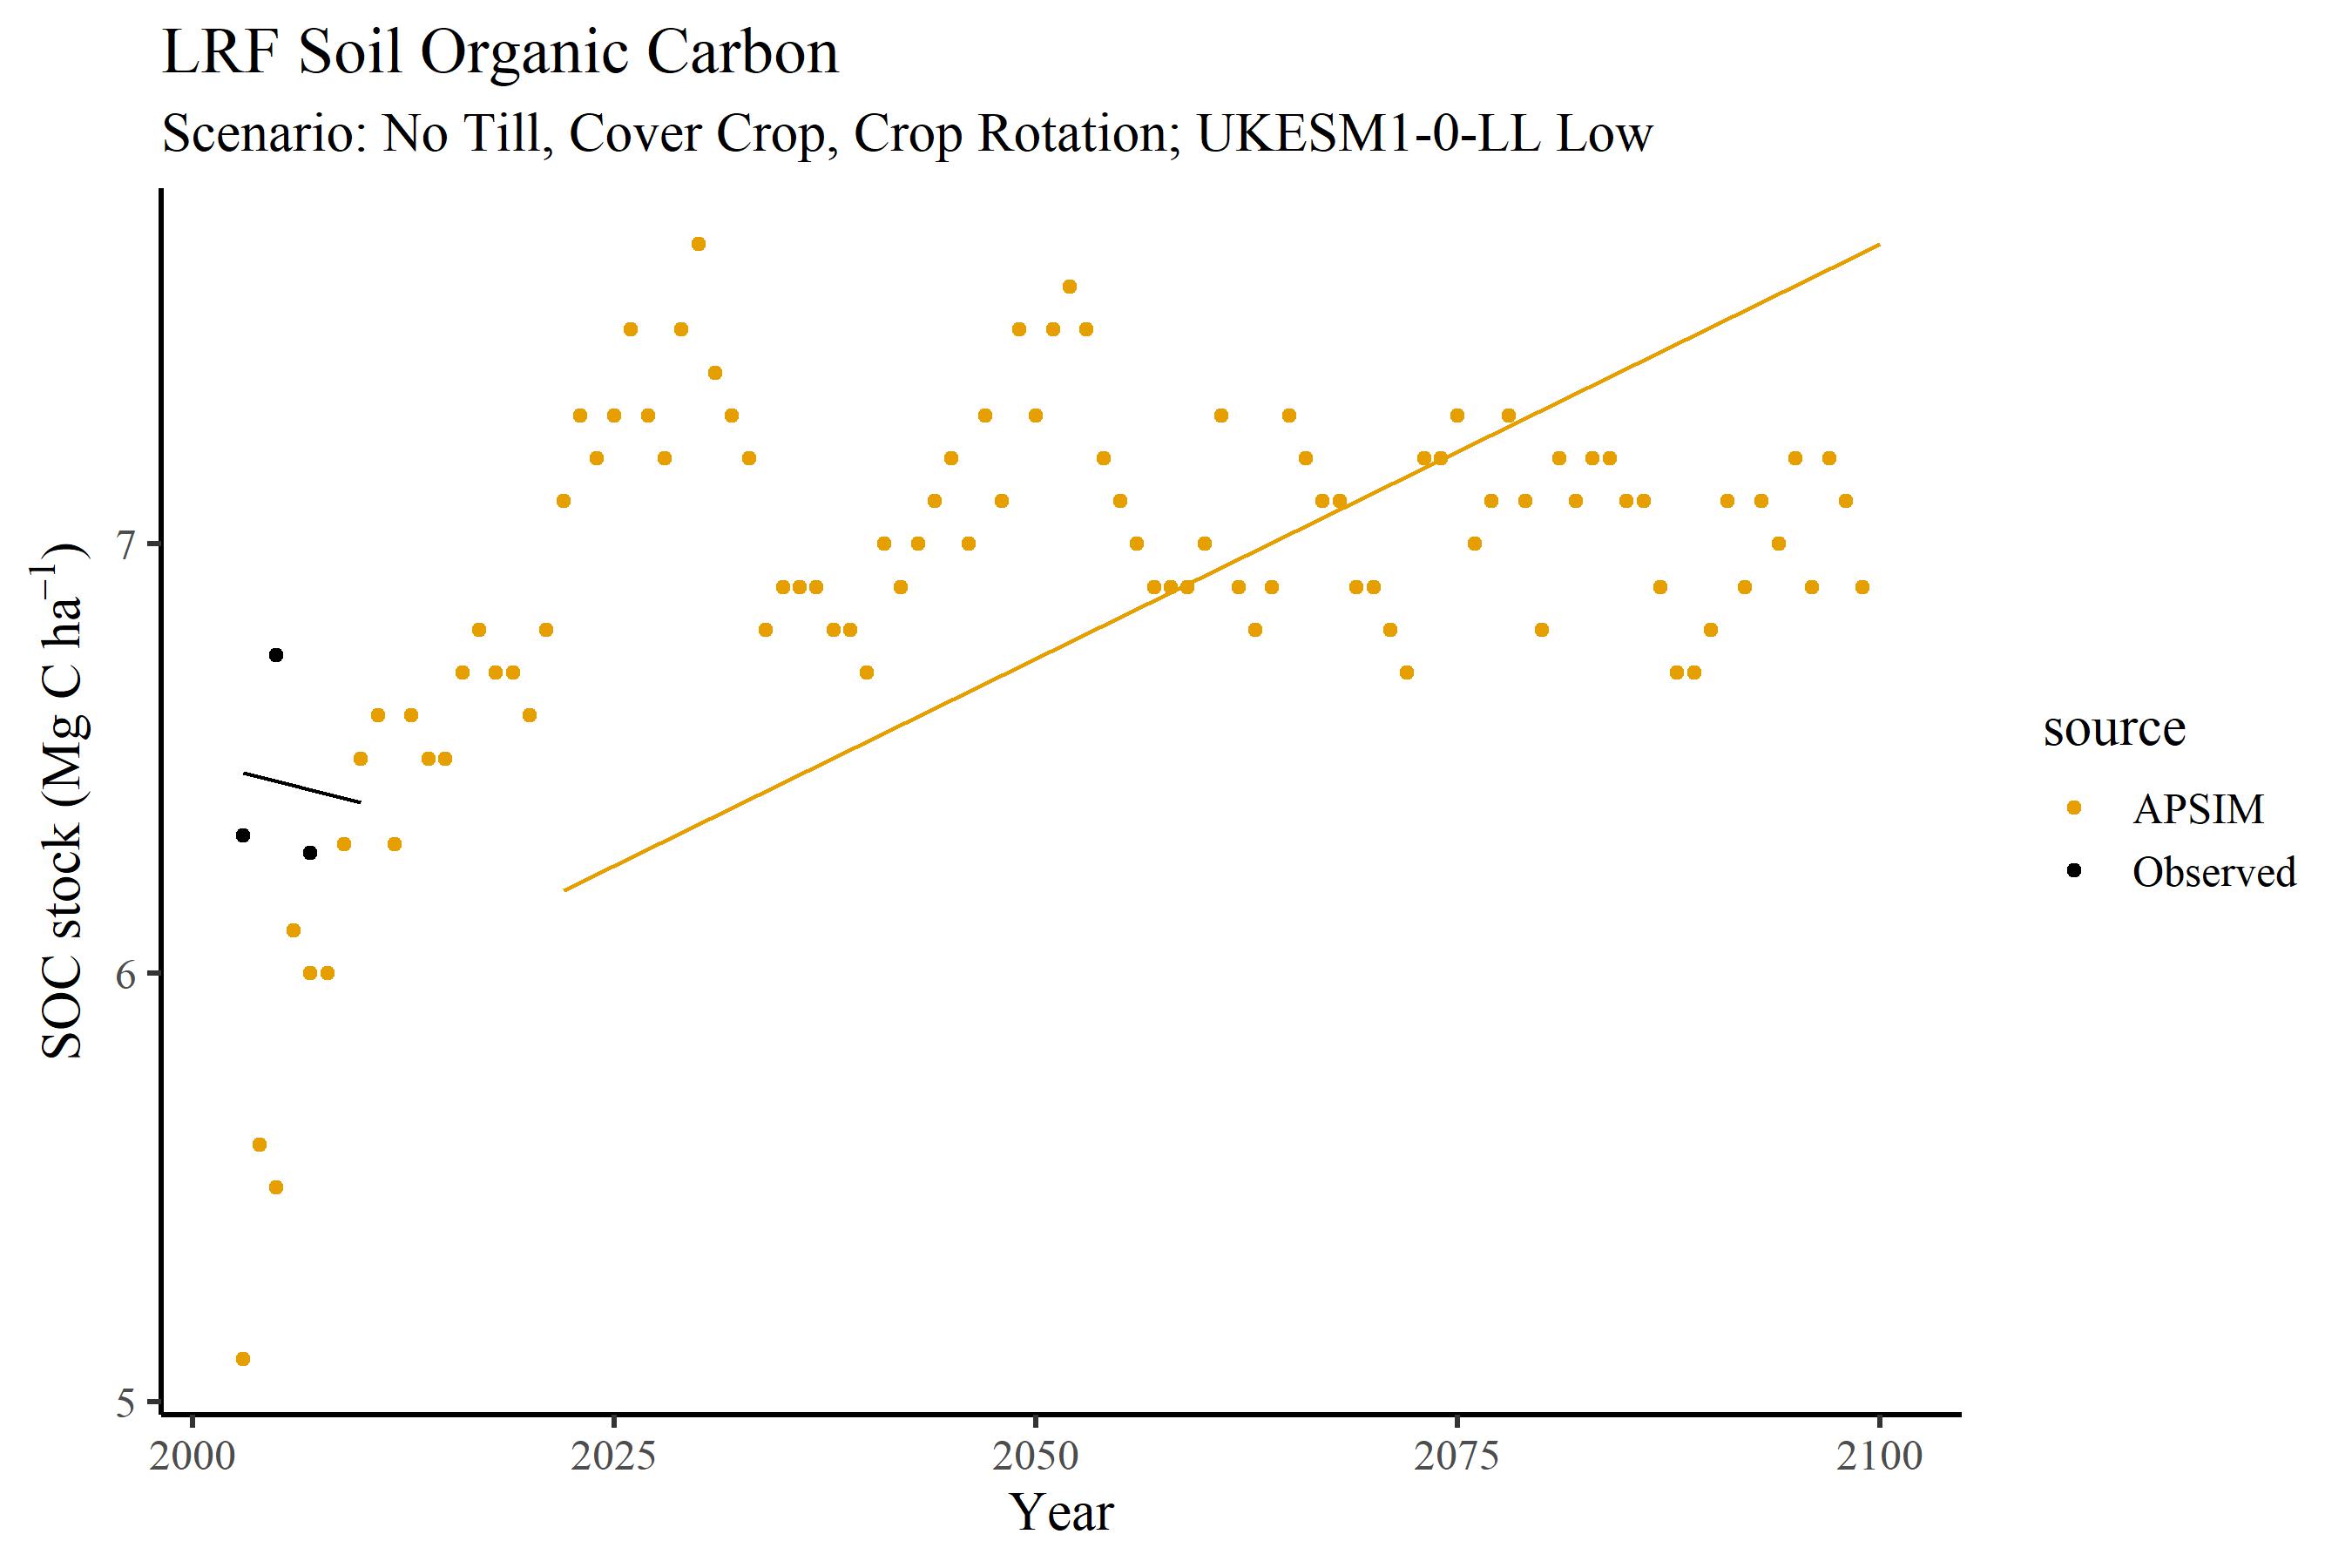 LRF Soil Organic Carbon
Scenario: No Till, Cover Crop, Crop Rotation; UKESM1-0-LL Low
SOC stock (Mg C ha⁻¹)
7
6
5
2000 2025 2050 2075 2100
Year
source
APSIM
Observed